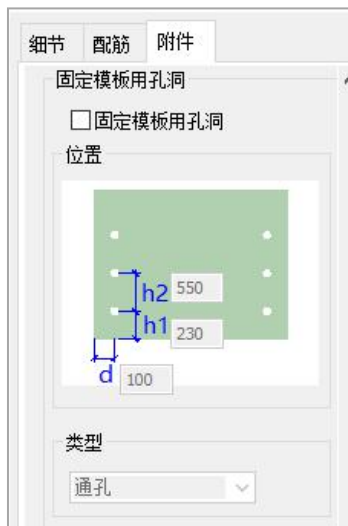 细节 配筋 附件
固定模板用孔洞
固定模板用孔洞
位置
h2 550
h1 230
d 100
类型
通孔